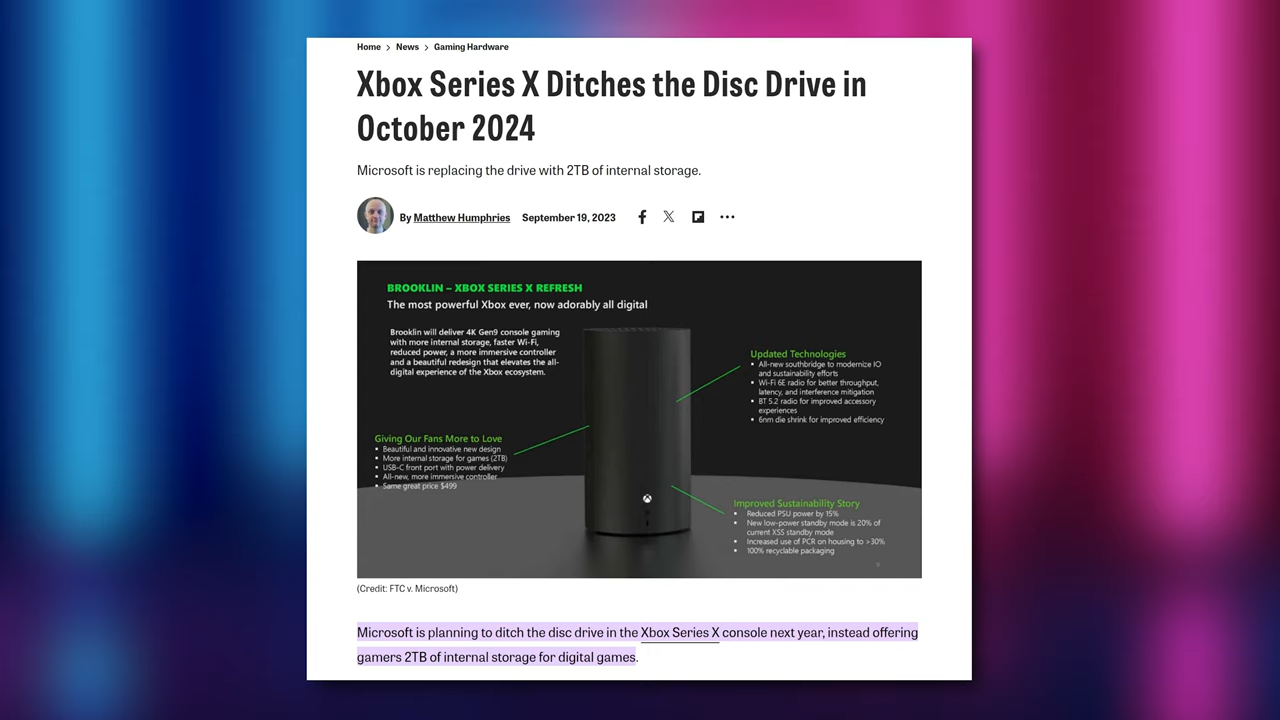 Home > News > Gaming Hardware
Xbox Series X Ditches the Disc Drive in
October 2024
Microsoft is replacing the drive with 2TB of internal storage.
By Matthew Humphries September 19, 2023
BROOKLIN – XBOX SERIES X REFRESH
The most powerful Xbox ever, now adorably all digital
Brooklin will deliver 4K Gen9 console gaming
with more internal storage, faster Wi-Fi,
reduced power, a more immersive controller
and a beautiful redesign that elevates the all-
digital experience of the Xbox ecosystem.
Updated Technologies
▪ All-new southbridge to modernize IO
and sustainability efforts
▪ Wi-Fi 6E radio for better throughput,
latency, and interference mitigation
▪ BT 5.2 radio for improved accessory
experiences
▪ 6nm die shrink for improved efficiency
Giving Our Fans More to Love
▪ Beautiful and innovative new design
▪ More internal storage for games (2TB)
▪ USB-C front port with power delivery
▪ All-new, more immersive controller
▪ Same great price $499
Improved Sustainability Story
▪ Reduced PSU power by 15%
▪ New low-power standby mode is 20% of
current XSS standby mode
▪ Increased use of PCR on housing to >30%
▪ 100% recyclable packaging
9
(Credit: FTC v. Microsoft)
Microsoft is planning to ditch the disc drive in the Xbox Series X console next year, instead offering
gamers 2TB of internal storage for digital games.